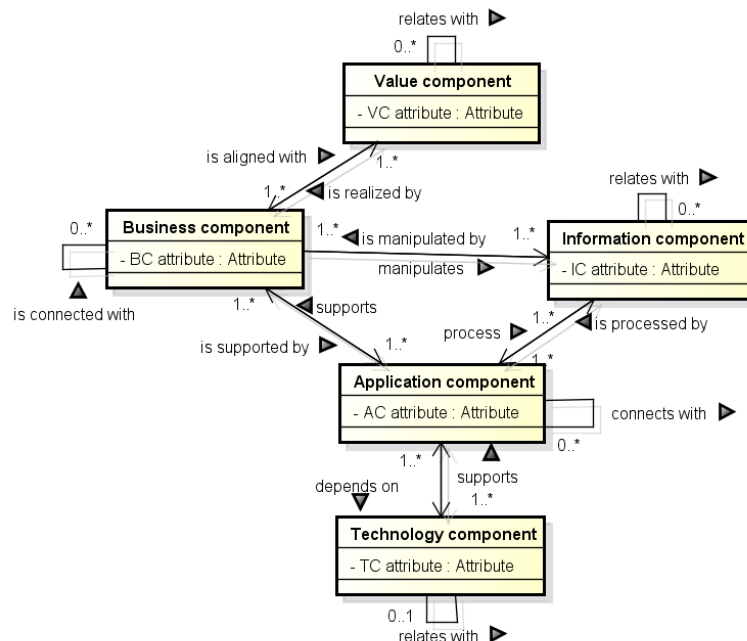 relates with
0..*
Value component
- VC attribute : Attribute
is aligned with
1..*
1..*
is realized by
relates with
0..*
0..*
Business component
- BC attribute : Attribute
1..*
is manipulated by
1..*
manipulates
Information component
- IC attribute : Attribute
is connected with
1..*
supports
is supported by
1..*
process
1..*
is processed by
1..*
Application component
- AC attribute : Attribute
connects with
0..*
1..*
supports
depends on
1..*
Technology component
- TC attribute : Attribute
0..1
relates with